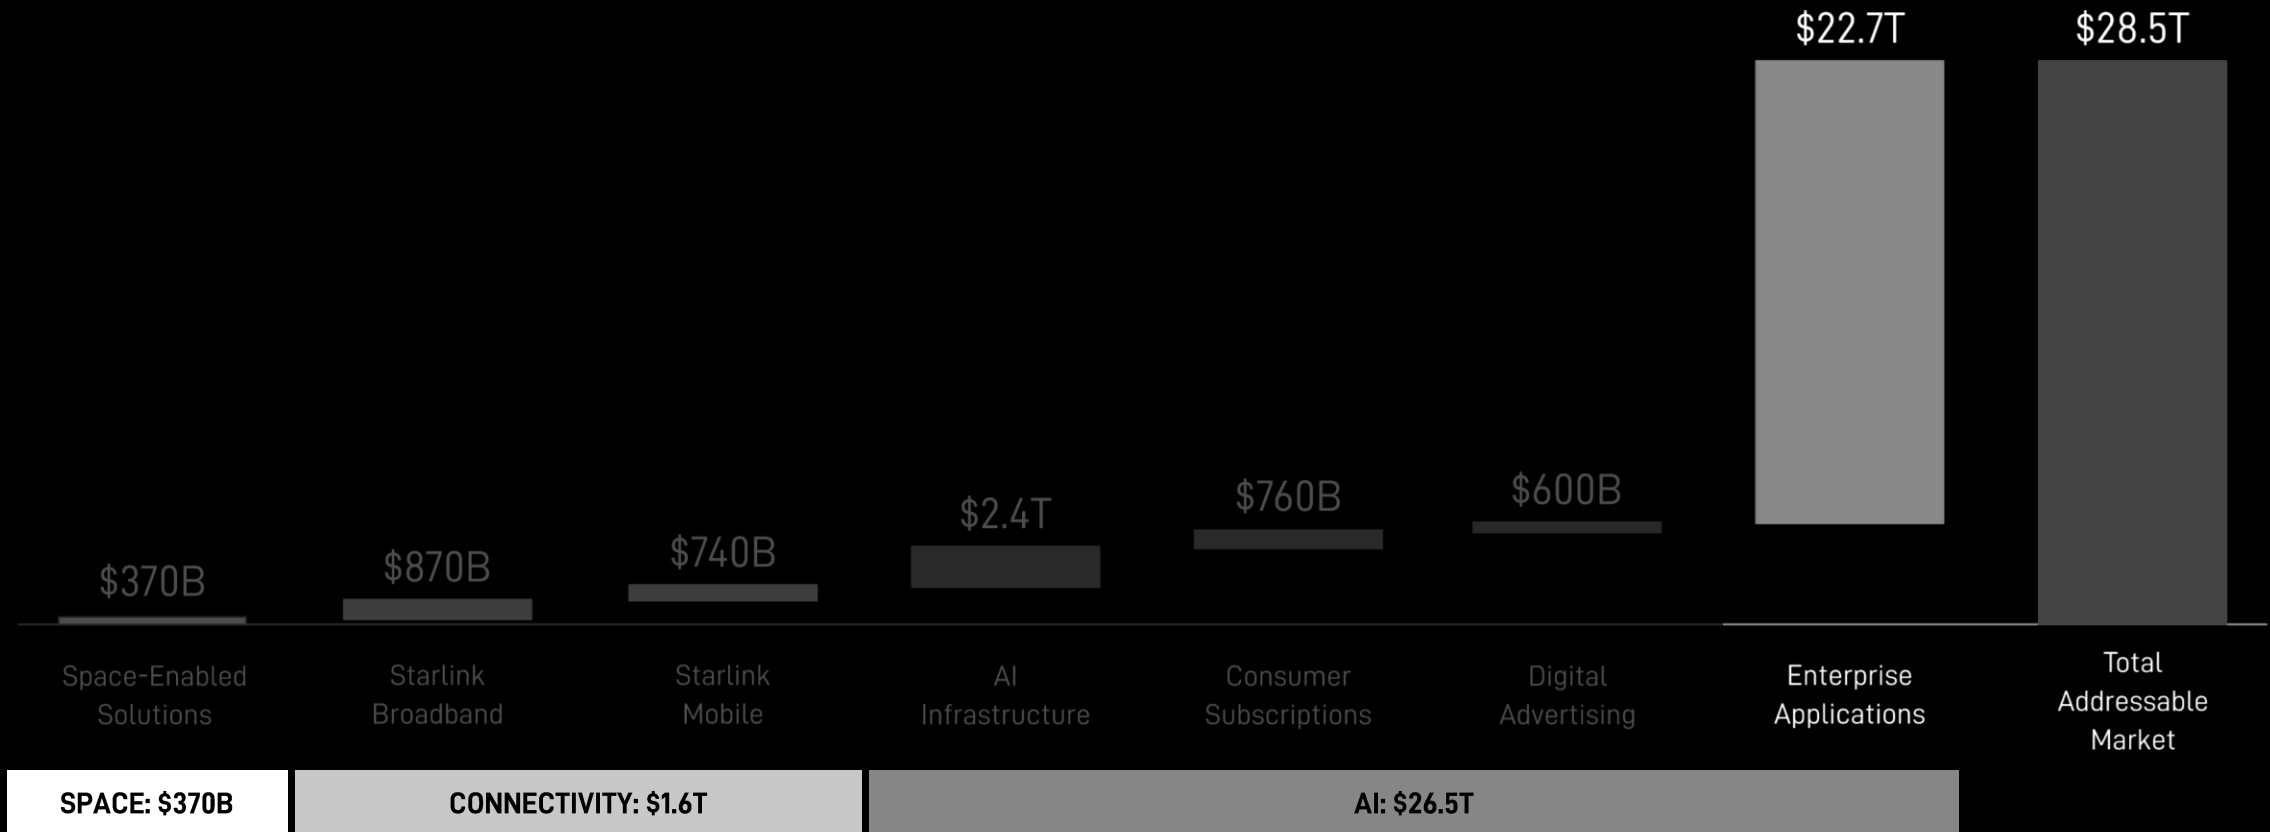 $22.7T
$28.5T
$370B
$870B
$740B
$2.4T
$760B
$600B
Space-Enabled
Solutions
Starlink
Broadband
Starlink
Mobile
AI
Infrastructure
Consumer
Subscriptions
Digital
Advertising
Enterprise
Applications
Total
Addressable
Market
SPACE: $370B
CONNECTIVITY: $1.6T
AI: $26.5T